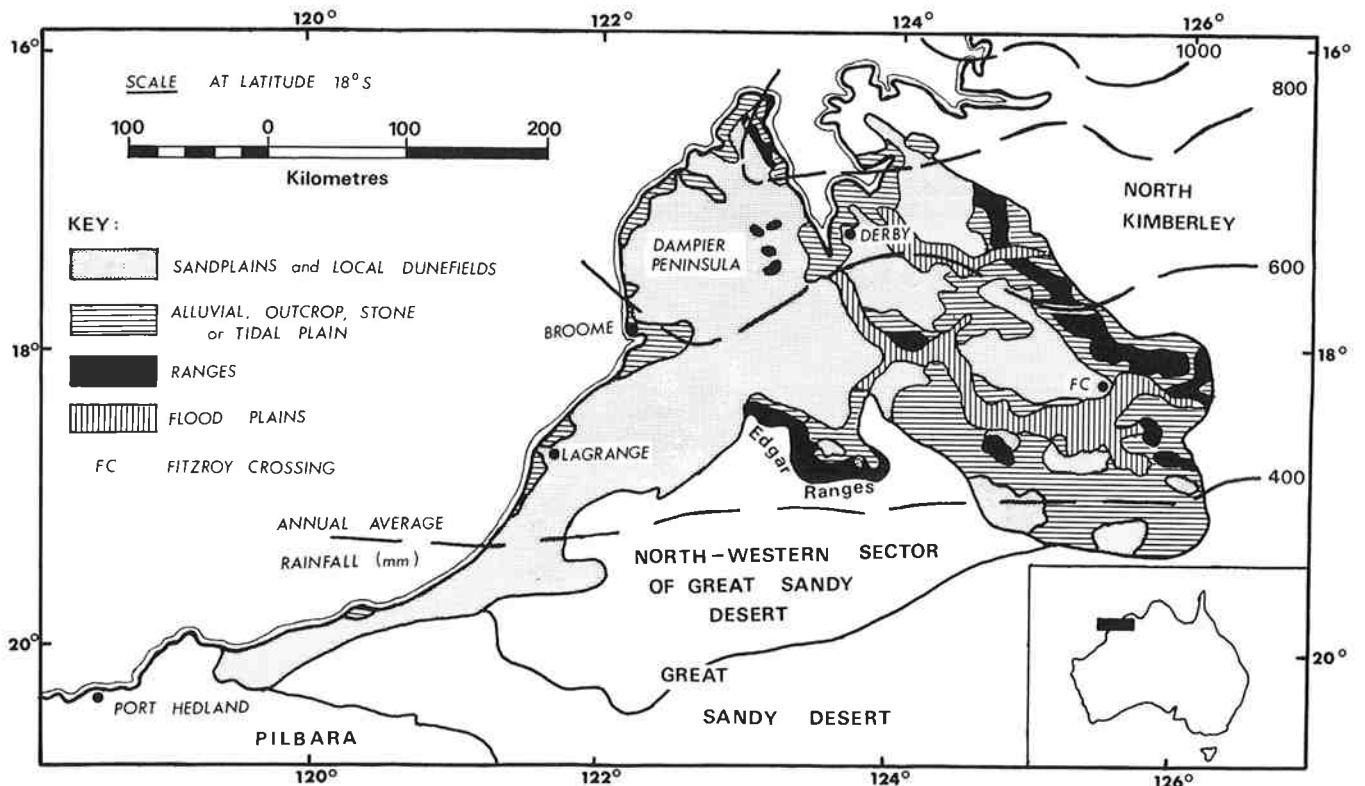 120°
122°
124°
126°
16°
16°
SCALE AT LATITUDE 18°S
100 0 100 200
Kilometres
1000
800
NORTH
KIMBERLEY
KEY:
SANDPLAINS and LOCAL DUNEFIELDS
ALLUVIAL, OUTCROP, STONE
or TIDAL PLAIN
RANGES
FLOOD PLAINS
FC FITZROY CROSSING
DAMPIER
PENINSULA
DERBY
600
BROOME
18°
18°
FC
LAGRANGE
Edgar
Ranges
400
ANNUAL AVERAGE
RAINFALL (mm)
NORTH-WESTERN SECTOR
OF GREAT SANDY
DESERT
20°
20°
GREAT
SANDY DESERT
PORT HEDLAND
PILBARA
120°
122°
124°
126°